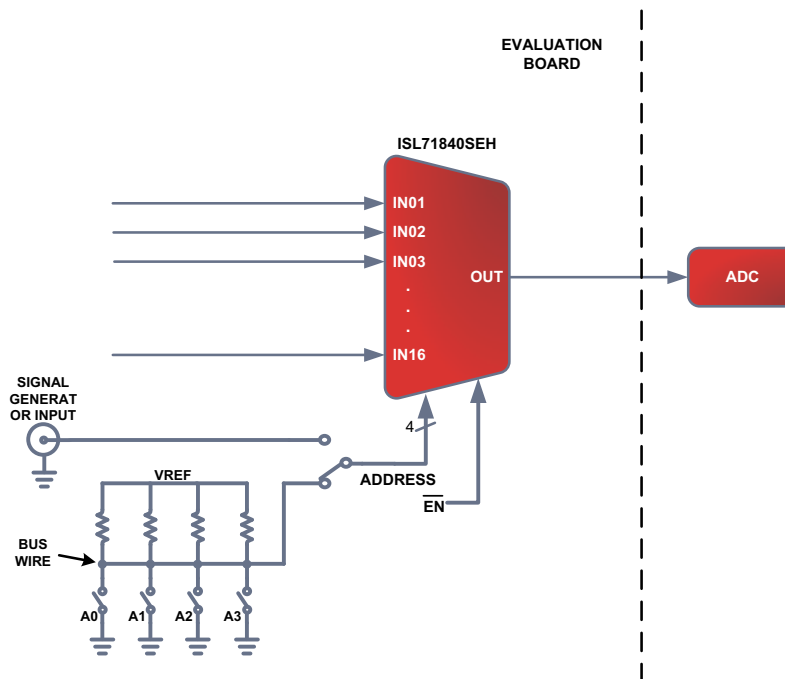 EVALUATION
BOARD
ISL71840SEH
IN01
IN02
IN03
.
.
.
IN16
OUT
ADC
SIGNAL
GENERAT
OR INPUT
4
ADDRESS
EN
VREF
BUS
WIRE
A0
A1
A2
A3